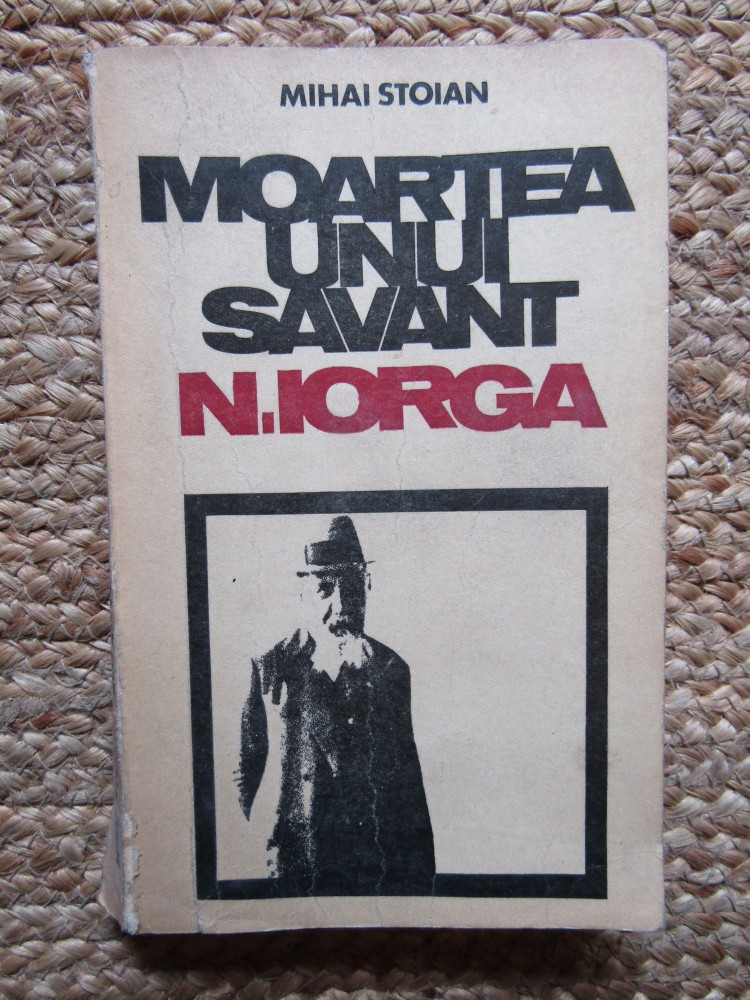 MIHAI STOIAN
MOARTEA
UNUI
SAVANT
N.IORGA